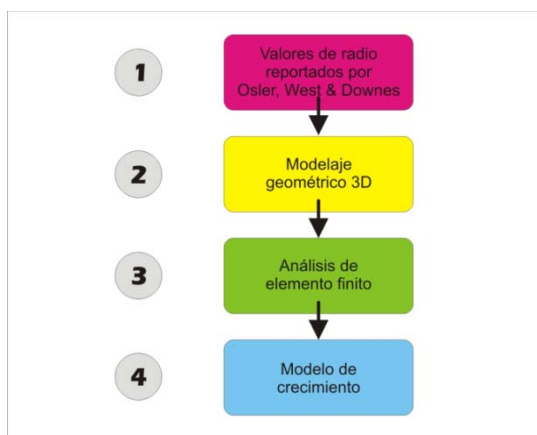 1
Valores de radio
reportados por
Osler, West & Downes
2
Modelaje
geométrico 3D
3
Análisis de
elemento finito
4
Modelo de
crecimiento